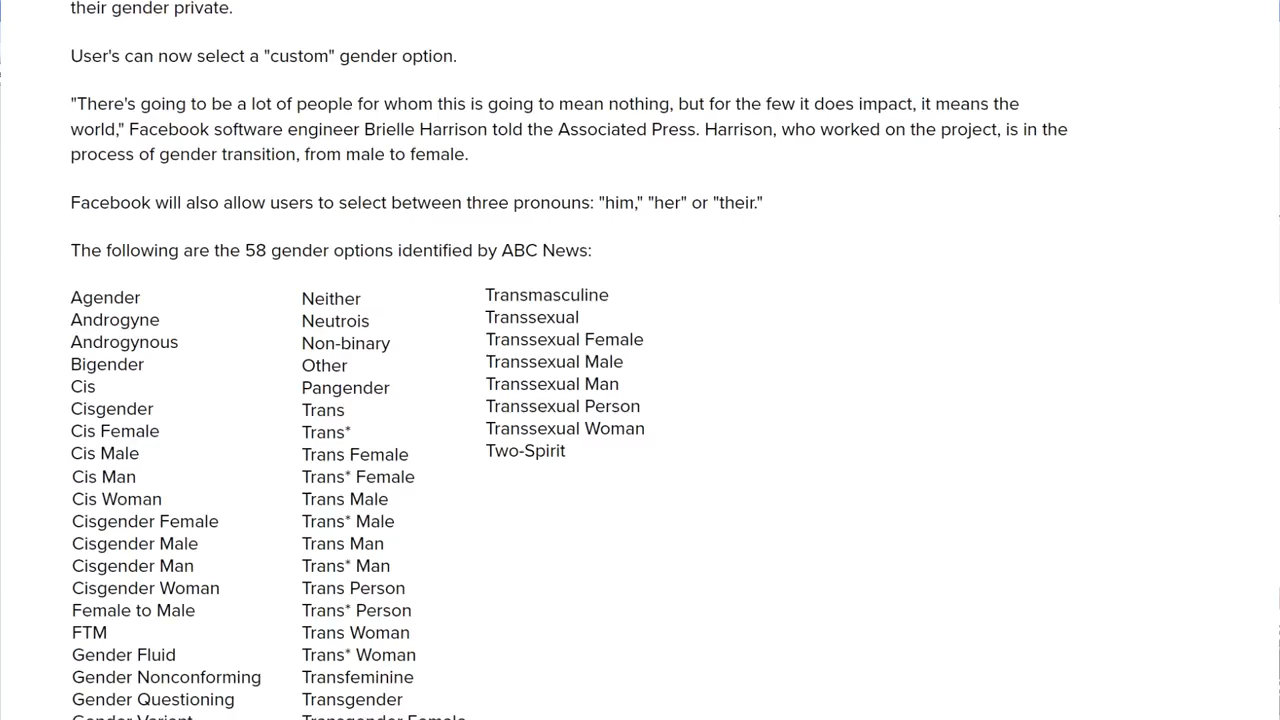 their gender private.
User's can now select a "custom" gender option.
"There's going to be a lot of people for whom this is going to mean nothing, but for the few it does impact, it means the
world," Facebook software engineer Brielle Harrison told the Associated Press. Harrison, who worked on the project, is in the
process of gender transition, from male to female.
Facebook will also allow users to select between three pronouns: "him," "her" or "their."
The following are the 58 gender options identified by ABC News:
Agender
Androgyne
Androgynous
Bigender
Cis
Cisgender
Cis Female
Cis Male
Cis Man
Cis Woman
Cisgender Female
Cisgender Male
Cisgender Man
Cisgender Woman
Female to Male
FTM
Gender Fluid
Gender Nonconforming
Gender Questioning
Gender Variant
Neither
Neutrois
Non-binary
Other
Pangender
Trans
Trans*
Trans Female
Trans* Female
Trans Male
Trans* Male
Trans Man
Trans* Man
Trans Person
Trans* Person
Trans Woman
Trans* Woman
Transfeminine
Transgender
Transgender Female
Transmasculine
Transsexual
Transsexual Female
Transsexual Male
Transsexual Man
Transsexual Person
Transsexual Woman
Two-Spirit